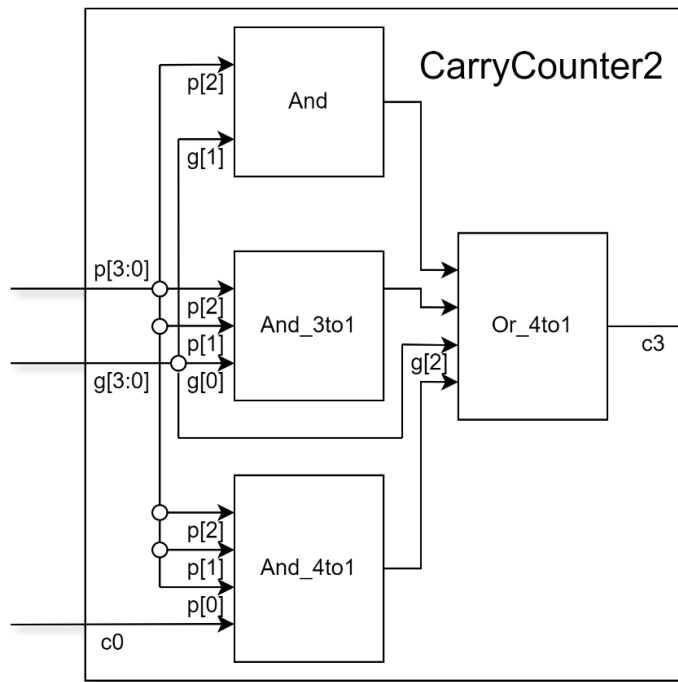 CarryCounter2
p[2]
And
g[1]
p[3:0]
p[2]
And_3to1
p[1]
g[3:0]
g[0]
Or_4to1
g[2]
c3
p[2]
And_4to1
p[1]
p[0]
c0